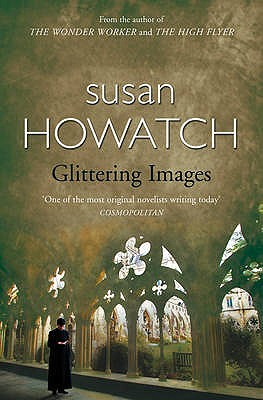 From the author of
THE WONDER WORKER and THE HIGH FLYER
susan
HOWATCH
Glittering Images
'One of the most original novelists writing today'
COSMOPOLITAN